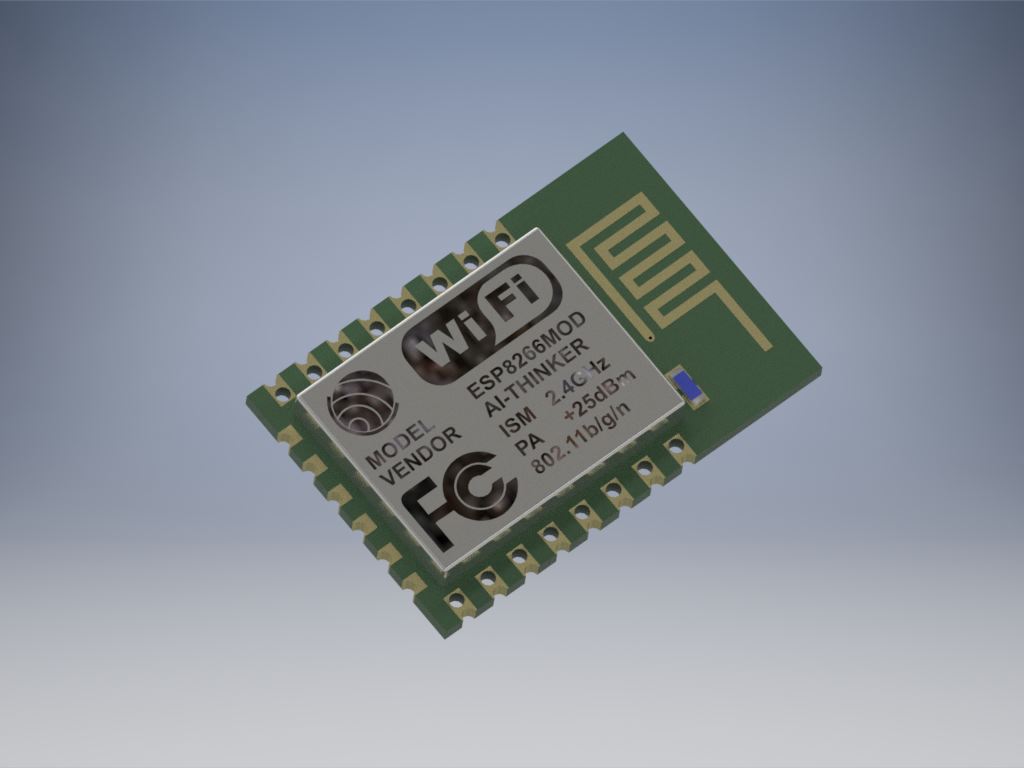 WiFi
MODEL
VENDOR
ESP8266MOD
AI-THINKER
ISM 2.4GHz
PA +25dBm
802.11b/g/n
FC